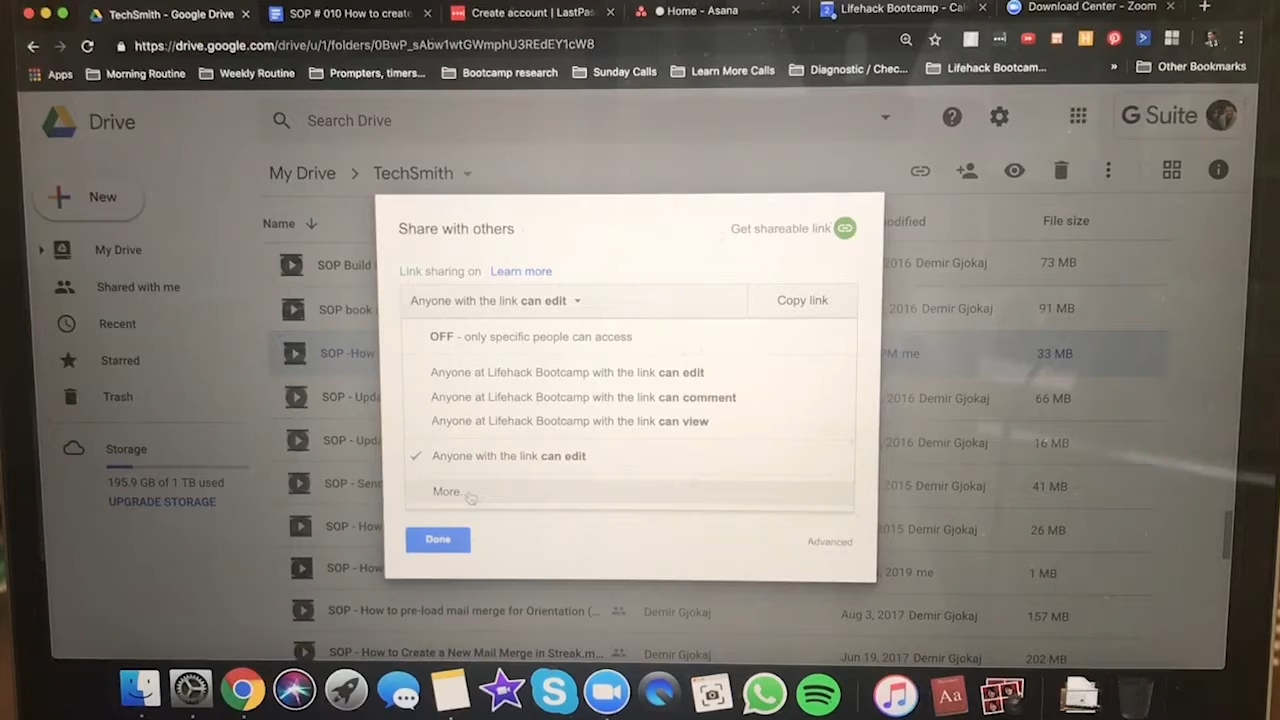 TechSmith - Google Drive
SOP # 010 How to create
Create account | LastPas
Home - Asana
Lifehack Bootcamp - Cal
Download Center - Zoom
https://drive.google.com/drive/u/1/folders/0BwP_sAbw1wtGWmphU3REdEY1cW8
Apps
Morning Routine
Weekly Routine
Prompters, timers...
Bootcamp research
Sunday Calls
Learn More Calls
Diagnostic / Chec...
Lifehack Bootcam...
»
Other Bookmarks
Drive
Search Drive
G Suite
My Drive > TechSmith
New
Name
odified
File size
My Drive
Shared with me
Recent
Starred
Trash
Storage
195.9 GB of 1 TB used
UPGRADE STORAGE
SOP Build
2016 Demir Gjokaj
73 MB
SOP book
, 2016 Demir Gjokaj
91 MB
SOP -How
PM me
33 MB
SOP - Upda
, 2016 Demir Gjokaj
66 MB
SOP - Upda
2016 Demir Gjokaj
16 MB
SOP - Send
2015 Demir Gjokaj
41 MB
SOP - How
2015 Demir Gjokaj
26 MB
SOP - How
, 2019 me
1 MB
SOP - How to pre-load mail merge for Orientation (...
Demir Gjokaj
Aug 3, 2017 Demir Gjokaj
157 MB
SOP - How to Create a New Mail Merge in Streak.m...
Demir Gjokaj
Jun 19, 2017 Demir Gjokaj
202 MB
Share with others
Get shareable link
Link sharing on Learn more
Anyone with the link can edit
Copy link
OFF - only specific people can access
Anyone at Lifehack Bootcamp with the link can edit
Anyone at Lifehack Bootcamp with the link can comment
Anyone at Lifehack Bootcamp with the link can view
Anyone with the link can edit
More...
Done
Advanced
Aa